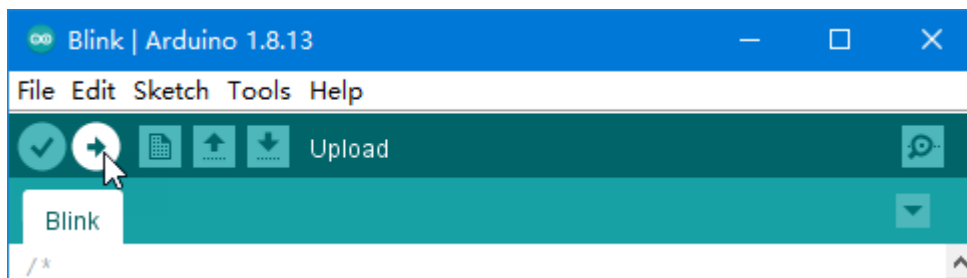 Blink | Arduino 1.8.13
File Edit Sketch Tools Help
Upload
Blink
/*